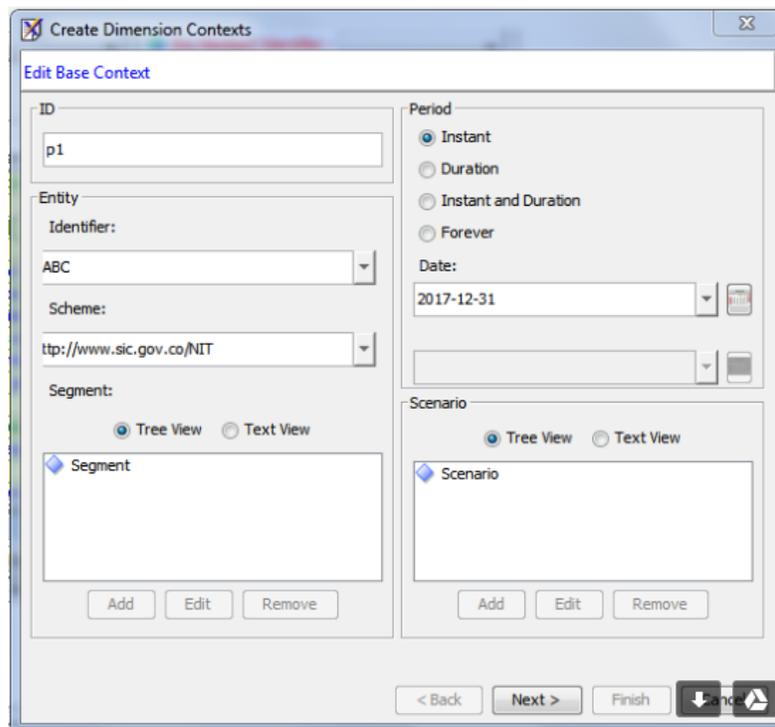 Create Dimension Contexts
Edit Base Context
ID
p1
Entity
Identifier:
ABC
Scheme:
ttp://www.sic.gov.co/NIT
Segment:
Tree View Text View
Segment
Add Edit Remove
Period
Instant
Duration
Instant and Duration
Forever
Date:
2017-12-31
Scenario
Tree View Text View
Scenario
Add Edit Remove
< Back Next > Finish